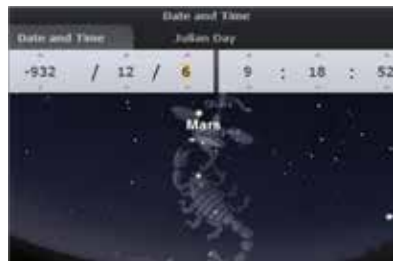 Date and Time
Date and Time Julian Day
-932 / 12 / 6 9 : 18 : 52
Mars